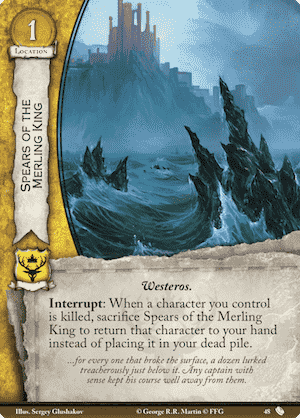 1
LOCATION
SPEARS OF THE
MERLING KING
Westeros.
Interrupt: When a character you control
is killed, sacrifice Spears of the Merling
King to return that character to your hand
instead of placing it in your dead pile.
...for every one that broke the surface, a dozen lurked
treacherously just below it. Any captain with
sense kept his course well away from them.
Illus. Sergey Glushakov
© George R.R. Martin © FFG
48